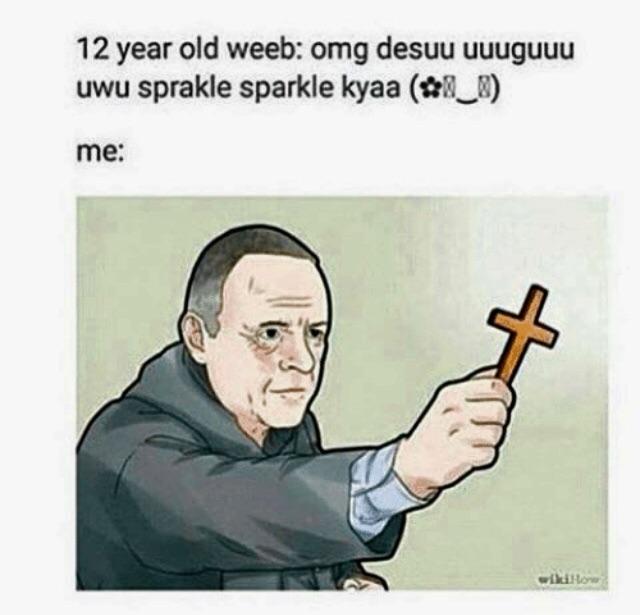 12 year old weeb: omg desuu uuuguuu
uwu sprakle sparkle kyaa (✿􏿮‿􏿮)
me:
wikiHow